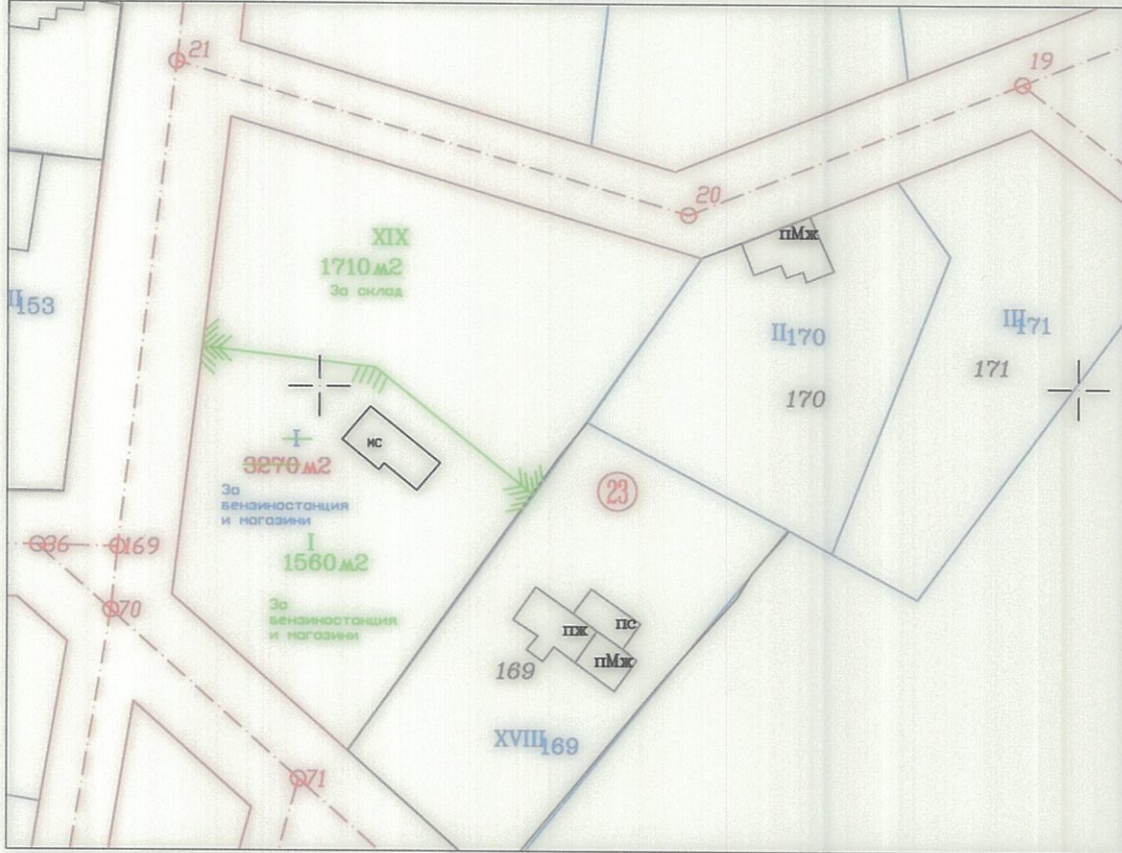 21
19
20
пМж
XIX
1710м2
За склад
II153
II170
III171
170
171
мс
I
3270м2
За
бензиностанция
и магазини
23
I
1560м2
36
169
70
За
бензиностанция
и магазини
пж
пс
пМж
169
XVIII169
71